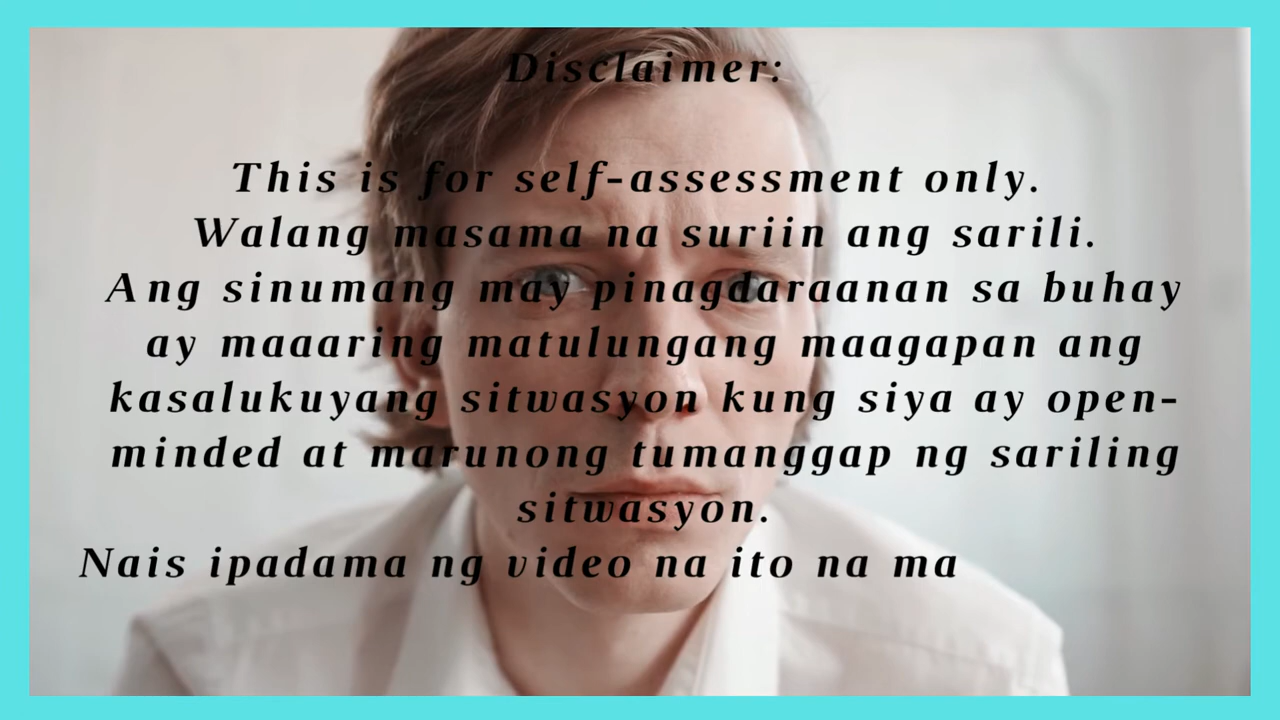 Disclaimer:
This is for self-assessment only.
Walang masama na suriin ang sarili.
Ang sinumang may pinagdaraanan sa buhay
ay maaaring matulungang maagapan ang
kasalukuyang sitwasyon kung siya ay open-
minded at marunong tumanggap ng sariling
sitwasyon.
Nais ipadama ng video na ito na ma